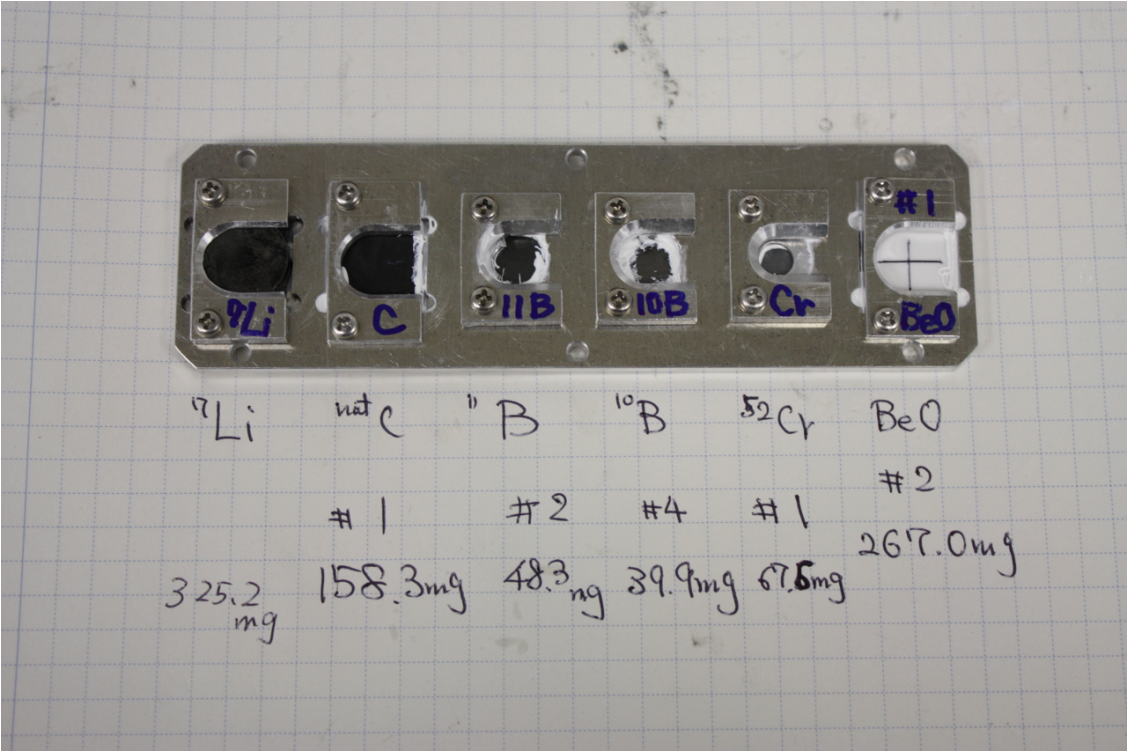 #1
7Li
C
11B
10B
Cr
BeO
7Li natC 11B 10B 52Cr BeO
#1 #2 #4 #1 #2
325.2 mg 158.3mg 48.3 mg 39.9mg 67.5mg 267.0mg